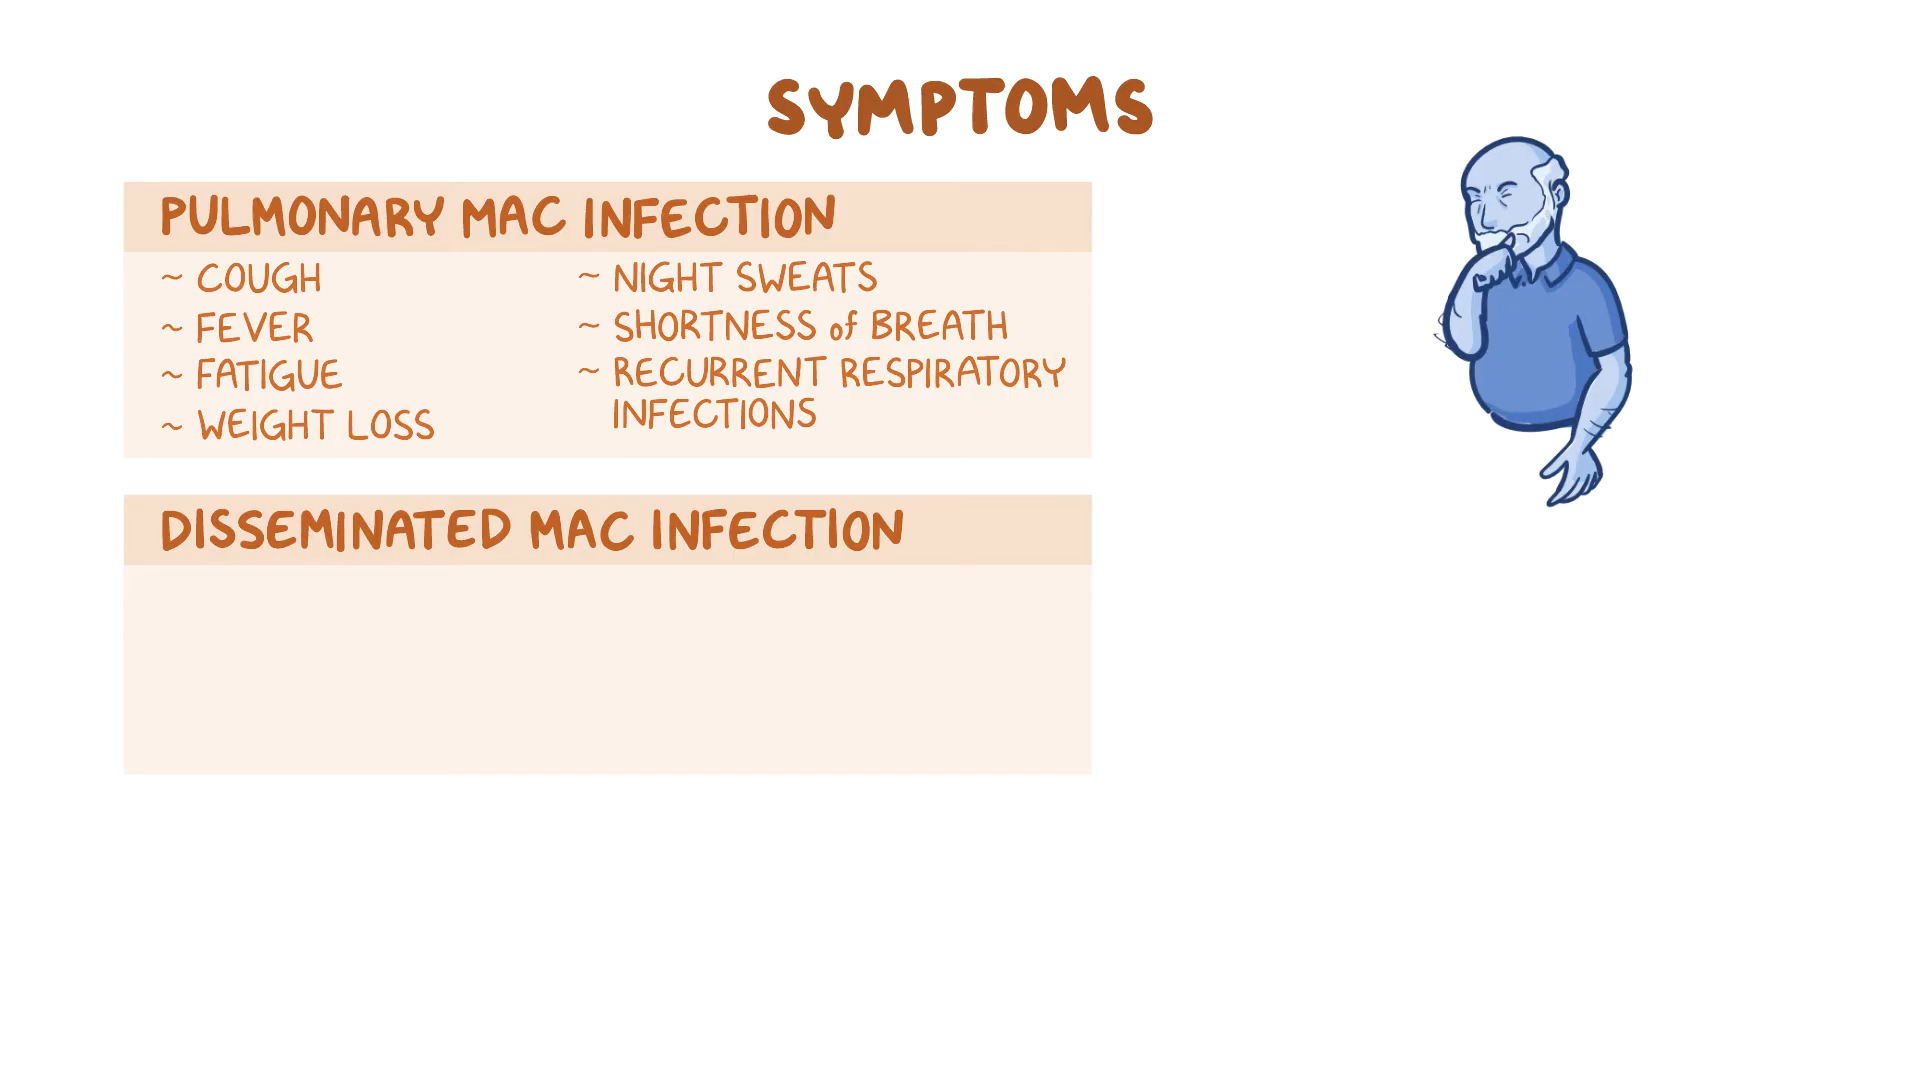 SYMPTOMS
PULMONARY MAC INFECTION
~ COUGH
~ FEVER
~ FATIGUE
~ WEIGHT LOSS
~ NIGHT SWEATS
~ SHORTNESS of BREATH
~ RECURRENT RESPIRATORY
INFECTIONS
DISSEMINATED MAC INFECTION